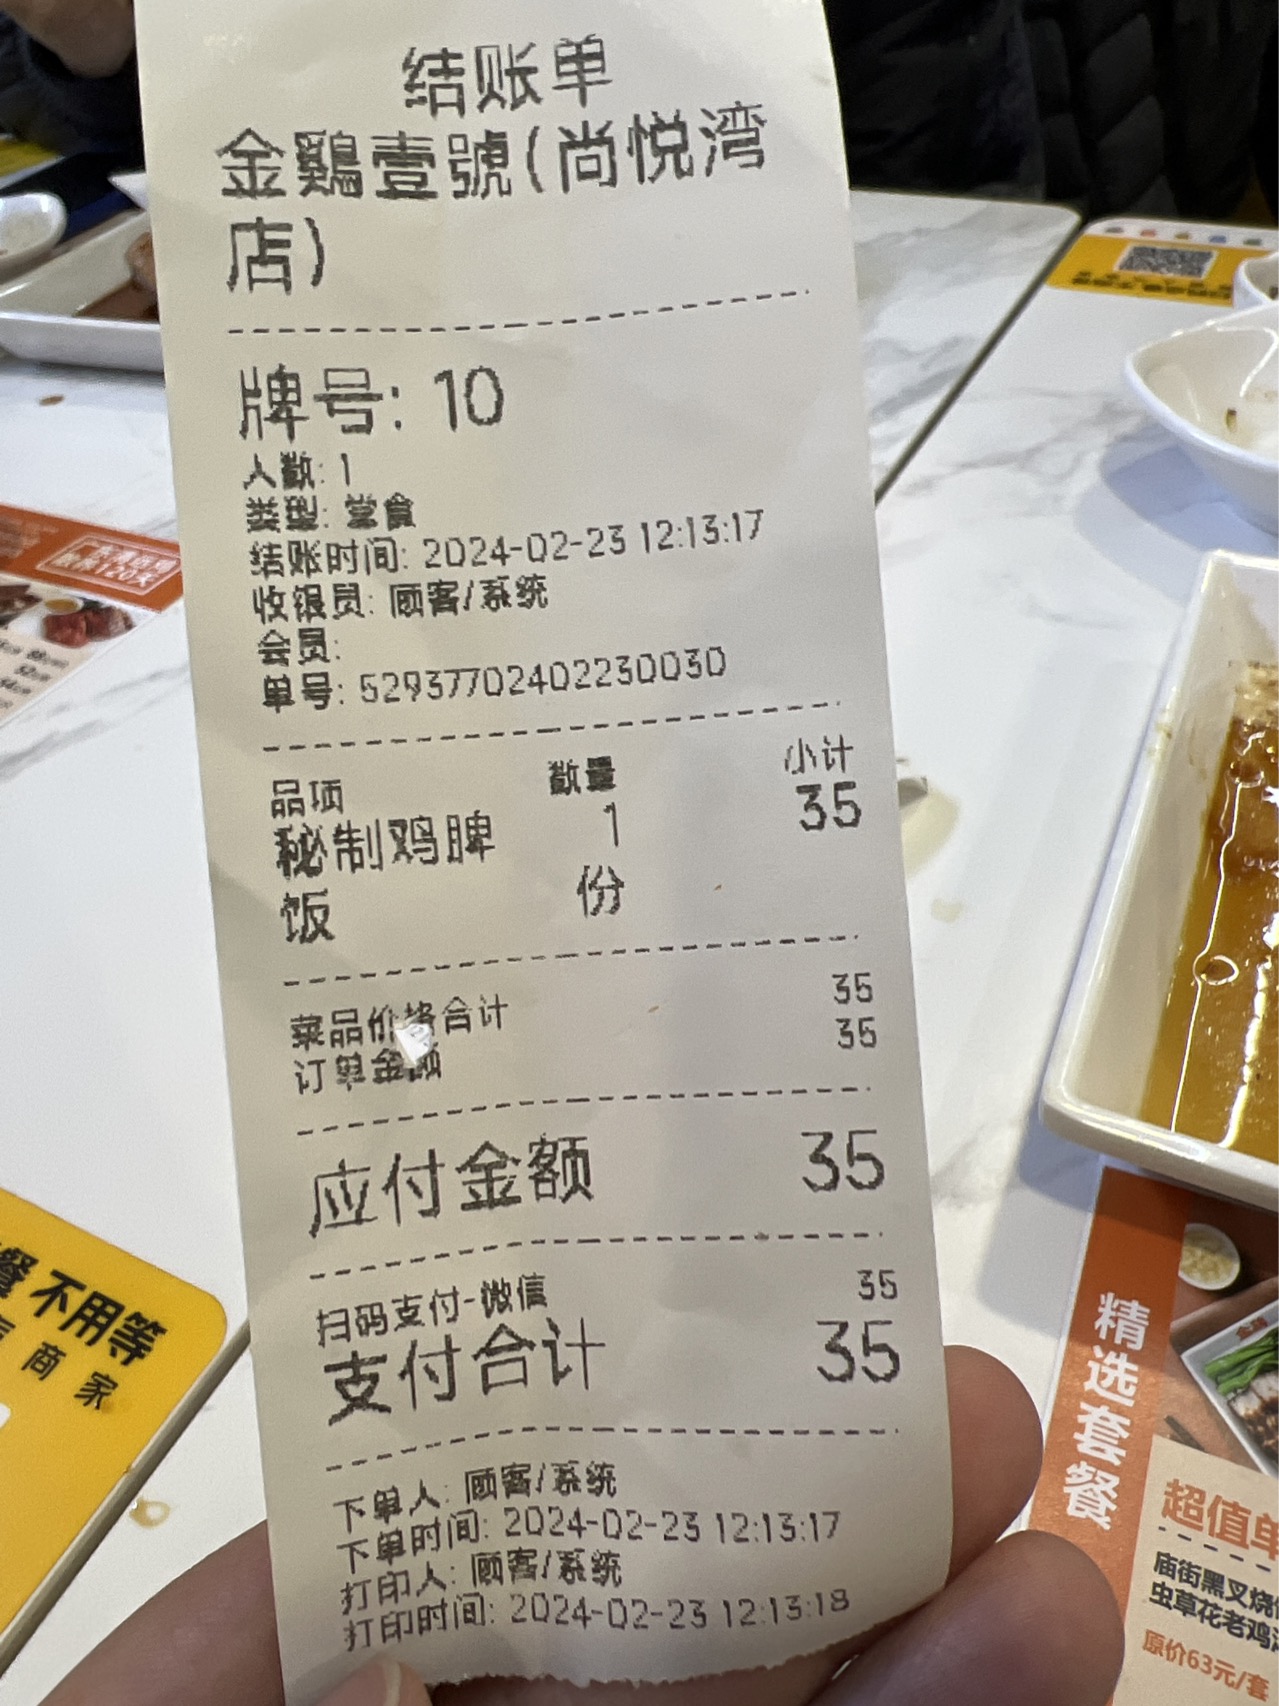 结账单
金鷄壹號(尚悦湾
店)
牌号: 10
人数: 1
类型: 堂食
结账时间: 2024-02-23 12:13:17
收银员: 顾客/系统
会员:
单号: 52937702402230030
品项 数量 小计
秘制鸡脾 1 35
饭 份
菜品价格合计 35
订单金额 35
应付金额 35
扫码支付-微信 35
支付合计 35
下单人: 顾客/系统
下单时间: 2024-02-23 12:13:17
打印人: 顾客/系统
打印时间: 2024-02-23 12:13:18
餐 不用等
商家
精选套餐
超值单
庙街黑叉烧
虫草花老鸡
原价63元/套